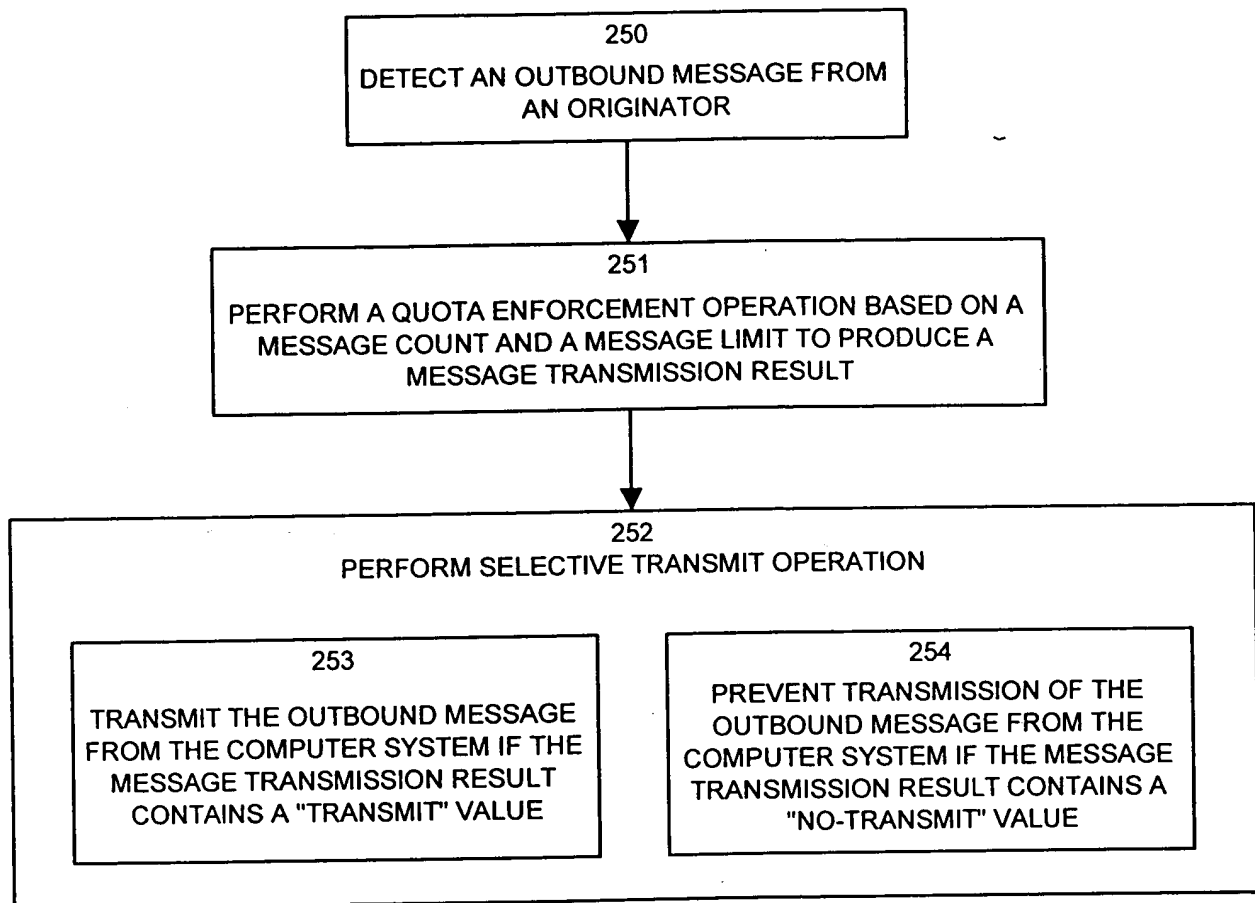 250
DETECT AN OUTBOUND MESSAGE FROM
AN ORIGINATOR
251
PERFORM A QUOTA ENFORCEMENT OPERATION BASED ON A
MESSAGE COUNT AND A MESSAGE LIMIT TO PRODUCE A
MESSAGE TRANSMISSION RESULT
252
PERFORM SELECTIVE TRANSMIT OPERATION
253
TRANSMIT THE OUTBOUND MESSAGE
FROM THE COMPUTER SYSTEM IF THE
MESSAGE TRANSMISSION RESULT
CONTAINS A "TRANSMIT" VALUE
254
PREVENT TRANSMISSION OF THE
OUTBOUND MESSAGE FROM THE
COMPUTER SYSTEM IF THE MESSAGE
TRANSMISSION RESULT CONTAINS A
"NO-TRANSMIT" VALUE